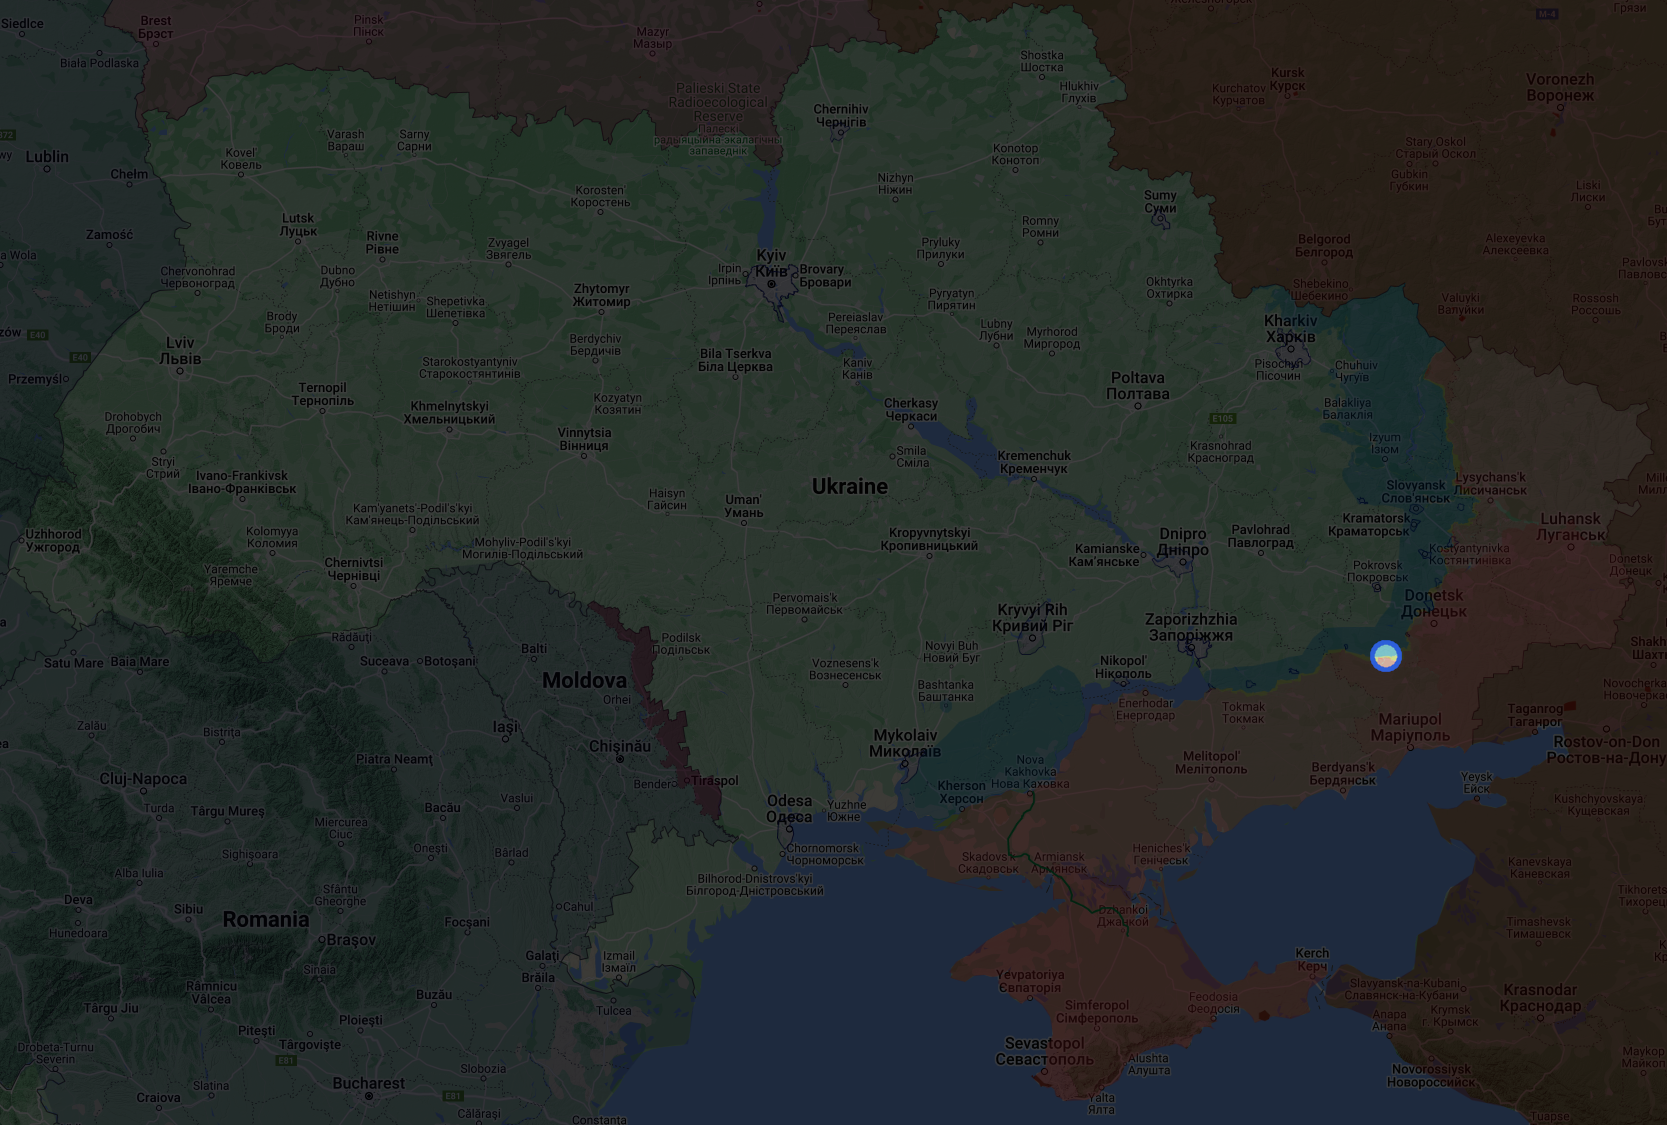 Siedlce
Brest
Брэст
Pinsk
Пінск
Mazyr
Мазыр
M-4
Грязи
Biała Podlaska
Shostka
Шостка
Kursk
Курск
Kurchatov
Курчатов
Voronezh
Воронеж
Palieski State
Radioecological
Reserve
Палескі
радыяцыйна-экалагічны
запаведнік
Chernihiv
Чернігів
Hlukhiv
Глухів
Varash
Вараш
Sarny
Сарни
Kovel'
Ковель
Lublin
Chełm
Konotop
Конотоп
Stary Oskol
Старый Оскол
Gubkin
Губкин
Liski
Лиски
Korosten'
Коростень
Nizhyn
Ніжин
Sumy
Суми
Lutsk
Луцьк
Zamość
Rivne
Рівне
Zvyagel
Звягель
Romny
Ромни
Pryluky
Прилуки
Belgorod
Белгород
Alexeyevka
Алексеевка
a Wola
Chervonohrad
Червоноград
Dubno
Дубно
Kyiv
Київ
Irpin
Ірпінь
Brovary
Бровари
Okhtyrka
Охтирка
Shebekino
Шебекино
Netishyn
Нетішин
Shepetivka
Шепетівка
Zhytomyr
Житомир
Pyryatyn
Пирятин
Valuyki
Валуйки
Rossosh
Россошь
Brody
Броди
Pereiaslav
Переяслав
Lubny
Лубни
Myrhorod
Миргород
Kharkiv
Харків
E40
E40
Lviv
Львів
Berdychiv
Бердичів
Bila Tserkva
Біла Церква
Kaniv
Канів
Pisochyn
Пісочин
Chuhuiv
Чугуїв
Przemyśl
Starokostyantyniv
Старокостянтинів
Ternopil
Тернопіль
Poltava
Полтава
Khmelnytskyi
Хмельницький
Kozyatyn
Козятин
Cherkasy
Черкаси
Balakliya
Балаклія
E105
Drohobych
Дрогобич
Vinnytsia
Вінниця
Smila
Сміла
Kremenchuk
Кременчук
Krasnohrad
Красноград
Izyum
Ізюм
Stryi
Стрий
Ivano-Frankivsk
Івано-Франківськ
Ukraine
Slovyansk
Слов'янськ
Lysychans'k
Лисичанськ
Haisyn
Гайсин
Uman'
Умань
Kam'yanets'-Podil's'kyi
Кам'янець-Подільський
Kramatorsk
Краматорськ
Luhansk
Луганськ
Uzhhorod
Ужгород
Kolomyya
Коломия
Mohyliv-Podil's'kyi
Могилів-Подільський
Kropyvnytskyi
Кропивницький
Dnipro
Дніпро
Pavlohrad
Павлоград
Kamianske
Кам'янське
Kostyantynivka
Костянтинівка
Yaremche
Яремче
Chernivtsi
Чернівці
Pokrovsk
Покровськ
Donetsk
Донецк
Pervomais'k
Первомайськ
Donetsk
Донецьк
Kryvyi Rih
Кривий Ріг
Zaporizhzhia
Запоріжжя
Rădăuți
Podilsk
Подільськ
Novyi Buh
Новий Буг
Satu Mare
Baia Mare
Suceava
Botoșani
Bălți
Voznesens'k
Вознесенськ
Nikopol'
Нікополь
Moldova
Orhei
Bashtanka
Баштанка
Enerhodar
Енергодар
Tokmak
Токмак
Taganrog
Таганрог
Zalău
Bistrița
Iași
Mariupol
Маріуполь
Mykolaiv
Миколаїв
Chișinău
Rostov-on-Don
Ростов-на-Дону
Piatra Neamț
Nova
Kakhovka
Нова Каховка
Melitopol'
Мелітополь
Berdyans'k
Бердянськ
Yeysk
Ейск
Cluj-Napoca
Bender
Tiraspol
Kherson
Херсон
Turda
Târgu Mureș
Bacău
Vaslui
Odesa
Одеса
Yuzhne
Южне
Kushchyovskaya
Кущевская
Miercurea
Ciuc
Onești
Bârlad
Sighișoara
Chornomorsk
Чорноморськ
Skadovs'k
Скадовськ
Armiansk
Армянськ
Heniches'k
Генічеськ
Kanevskaya
Каневская
Alba Iulia
Bilhorod-Dnistrovs'kyi
Білгород-Дністровський
Deva
Sfântu
Gheorghe
Hunedoara
Sibiu
Romania
Brașov
Focșani
Cahul
Dzhankoi
Джанкой
Timashevsk
Тимашевск
Galați
Izmail
Ізмаїл
Kerch
Керч
Sinaia
Brăila
Râmnicu
Vâlcea
Buzău
Yevpatoriya
Євпаторія
Slavyansk-na-Kubani
Славянск-на-Кубани
Krasnodar
Краснодар
Târgu Jiu
Ploiești
Tulcea
Simferopol
Сімферополь
Feodosia
Феодосія
Anapa
Анапа
Krymsk
г. Крымск
Pitești
Târgoviște
Drobeta-Turnu
Severin
E81
Slobozia
Sevastopol
Севастополь
Alushta
Алушта
Novorossiysk
Новороссийск
Bucharest
Slatina
Craiova
E81
Călărași
Constanța
Yalta
Ялта
Tuapse